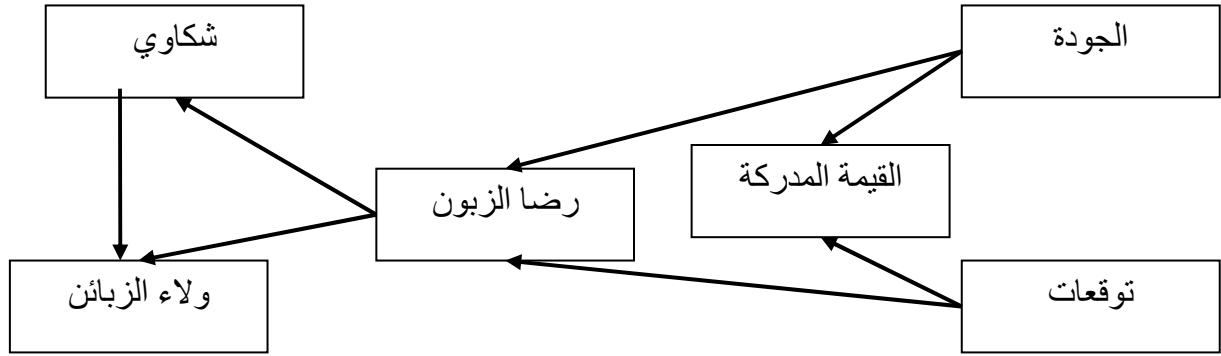 الجودة
شكاوي
القيمة المدركة
رضا الزبون
توقعات
ولاء الزبائن